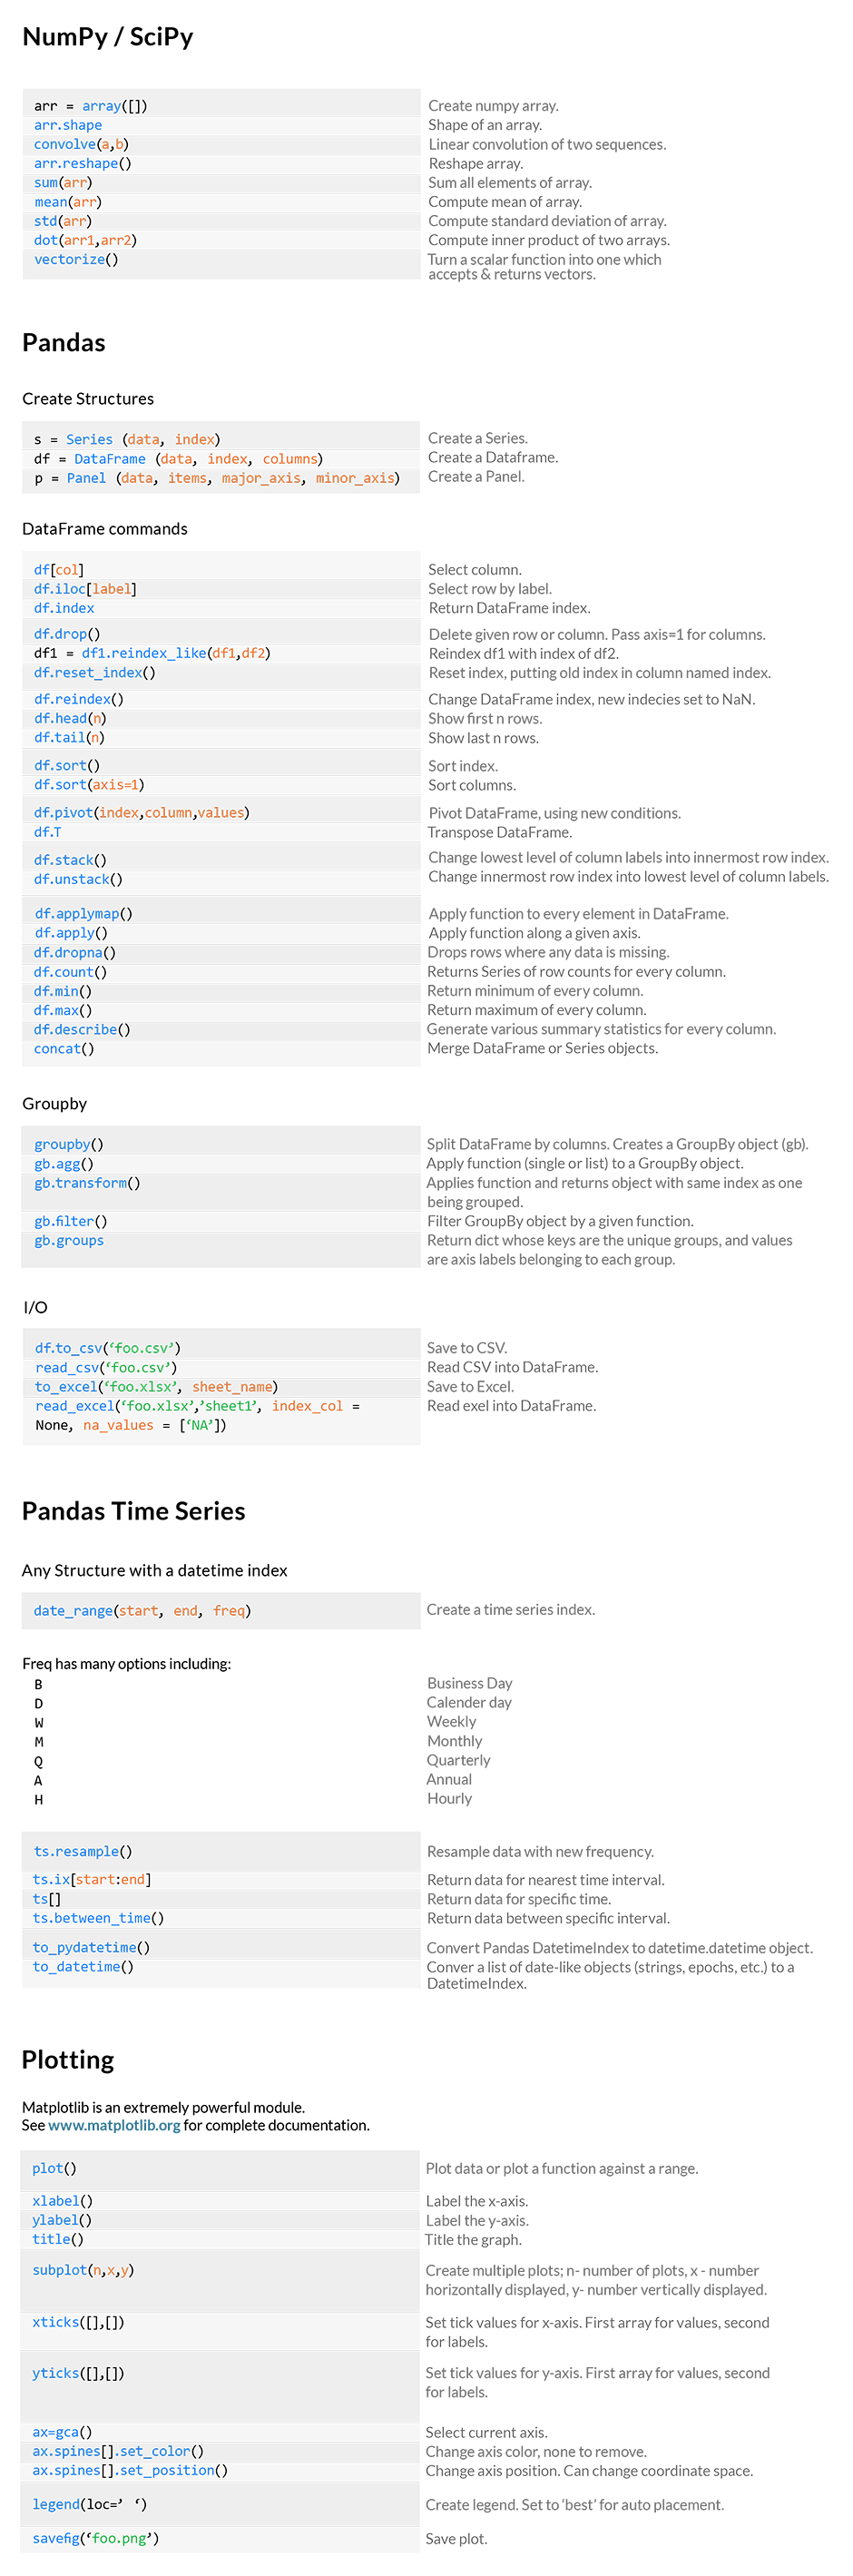 NumPy / SciPy
arr = array([]) Create numpy array.
arr.shape Shape of an array.
convolve(a,b) Linear convolution of two sequences.
arr.reshape() Reshape array.
sum(arr) Sum all elements of array.
mean(arr) Compute mean of array.
std(arr) Compute standard deviation of array.
dot(arr1,arr2) Compute inner product of two arrays.
vectorize() Turn a scalar function into one which
accepts & returns vectors.
Pandas
Create Structures
s = Series (data, index) Create a Series.
df = DataFrame (data, index, columns) Create a Dataframe.
p = Panel (data, items, major_axis, minor_axis) Create a Panel.
DataFrame commands
df[col] Select column.
df.iloc[label] Select row by label.
df.index Return DataFrame index.
df.drop() Delete given row or column. Pass axis=1 for columns.
df1 = df1.reindex_like(df1,df2) Reindex df1 with index of df2.
df.reset_index() Reset index, putting old index in column named index.
df.reindex() Change DataFrame index, new indecies set to NaN.
df.head(n) Show first n rows.
df.tail(n) Show last n rows.
df.sort() Sort index.
df.sort(axis=1) Sort columns.
df.pivot(index,column,values) Pivot DataFrame, using new conditions.
df.T Transpose DataFrame.
df.stack() Change lowest level of column labels into innermost row index.
df.unstack() Change innermost row index into lowest level of column labels.
df.applymap() Apply function to every element in DataFrame.
df.apply() Apply function along a given axis.
df.dropna() Drops rows where any data is missing.
df.count() Returns Series of row counts for every column.
df.min() Return minimum of every column.
df.max() Return maximum of every column.
df.describe() Generate various summary statistics for every column.
concat() Merge DataFrame or Series objects.
Groupby
groupby() Split DataFrame by columns. Creates a GroupBy object (gb).
gb.agg() Apply function (single or list) to a GroupBy object.
gb.transform() Applies function and returns object with same index as one
being grouped.
gb.filter() Filter GroupBy object by a given function.
gb.groups Return dict whose keys are the unique groups, and values
are axis labels belonging to each group.
I/O
df.to_csv(‘foo.csv’) Save to CSV.
read_csv(‘foo.csv’) Read CSV into DataFrame.
to_excel(‘foo.xlsx’, sheet_name) Save to Excel.
read_excel(‘foo.xlsx’,’sheet1’, index_col = Read exel into DataFrame.
None, na_values = [‘NA’])
Pandas Time Series
Any Structure with a datetime index
date_range(start, end, freq) Create a time series index.
Freq has many options including:
B Business Day
D Calender day
W Weekly
M Monthly
Q Quarterly
A Annual
H Hourly
ts.resample() Resample data with new frequency.
ts.ix[start:end] Return data for nearest time interval.
ts[] Return data for specific time.
ts.between_time() Return data between specific interval.
to_pydatetime() Convert Pandas DatetimeIndex to datetime.datetime object.
to_datetime() Conver a list of date-like objects (strings, epochs, etc.) to a
DatetimeIndex.
Plotting
Matplotlib is an extremely powerful module.
See www.matplotlib.org for complete documentation.
plot() Plot data or plot a function against a range.
xlabel() Label the x-axis.
ylabel() Label the y-axis.
title() Title the graph.
subplot(n,x,y) Create multiple plots; n- number of plots, x - number
horizontally displayed, y- number vertically displayed.
xticks([],[]) Set tick values for x-axis. First array for values, second
for labels.
yticks([],[]) Set tick values for y-axis. First array for values, second
for labels.
ax=gca() Select current axis.
ax.spines[].set_color() Change axis color, none to remove.
ax.spines[].set_position() Change axis position. Can change coordinate space.
legend(loc=’ ‘) Create legend. Set to ‘best’ for auto placement.
savefig(‘foo.png’) Save plot.